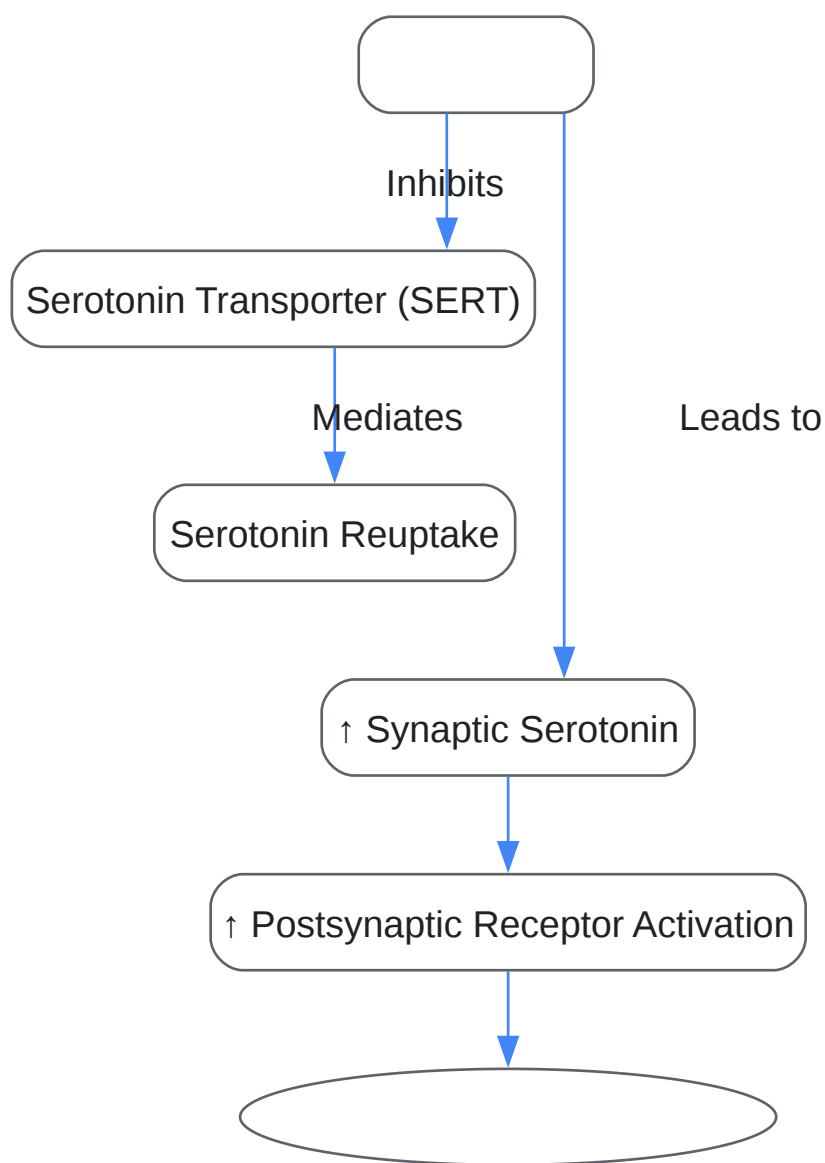 Inhibits
Serotonin Transporter (SERT)
Mediates
Leads to
Serotonin Reuptake
↑ Synaptic Serotonin
↑ Postsynaptic Receptor Activation